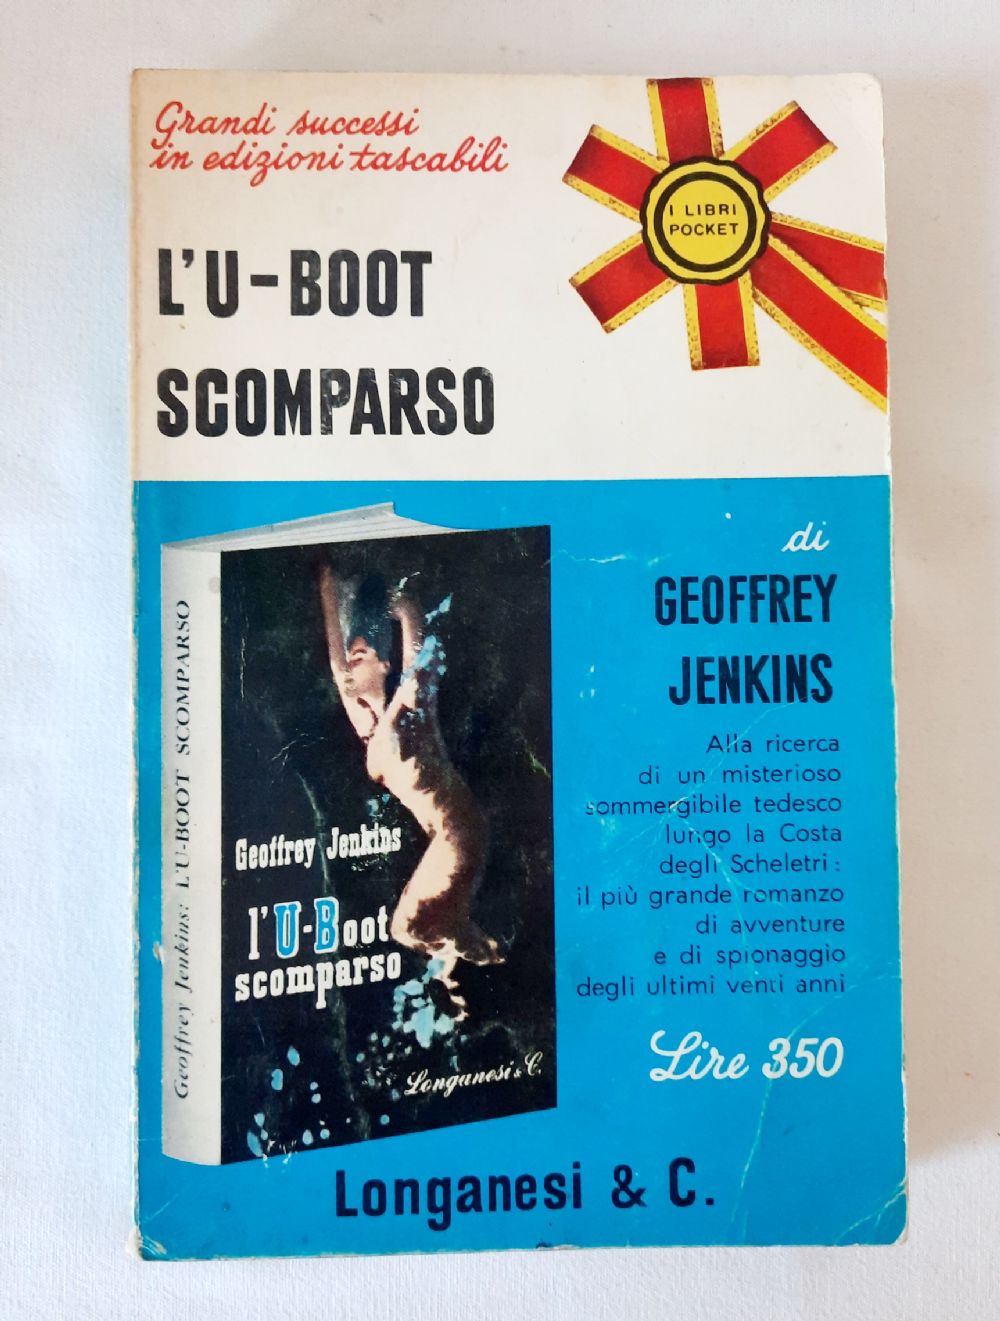 Grandi successi
in edizioni tascabili
I LIBRI
POCKET
L'U-BOOT
SCOMPARSO
di
GEOFFREY
JENKINS
Alla ricerca
di un misterioso
sommergibile tedesco
lungo la Costa
degli Scheletri:
il più grande romanzo
di avventure
e di spionaggio
degli ultimi venti anni
Lire 350
Geoffrey Jenkins: L'U-BOOT SCOMPARSO
Geoffrey Jenkins
l'U-Boot
scomparso
Longanesi & C.
Longanesi & C.